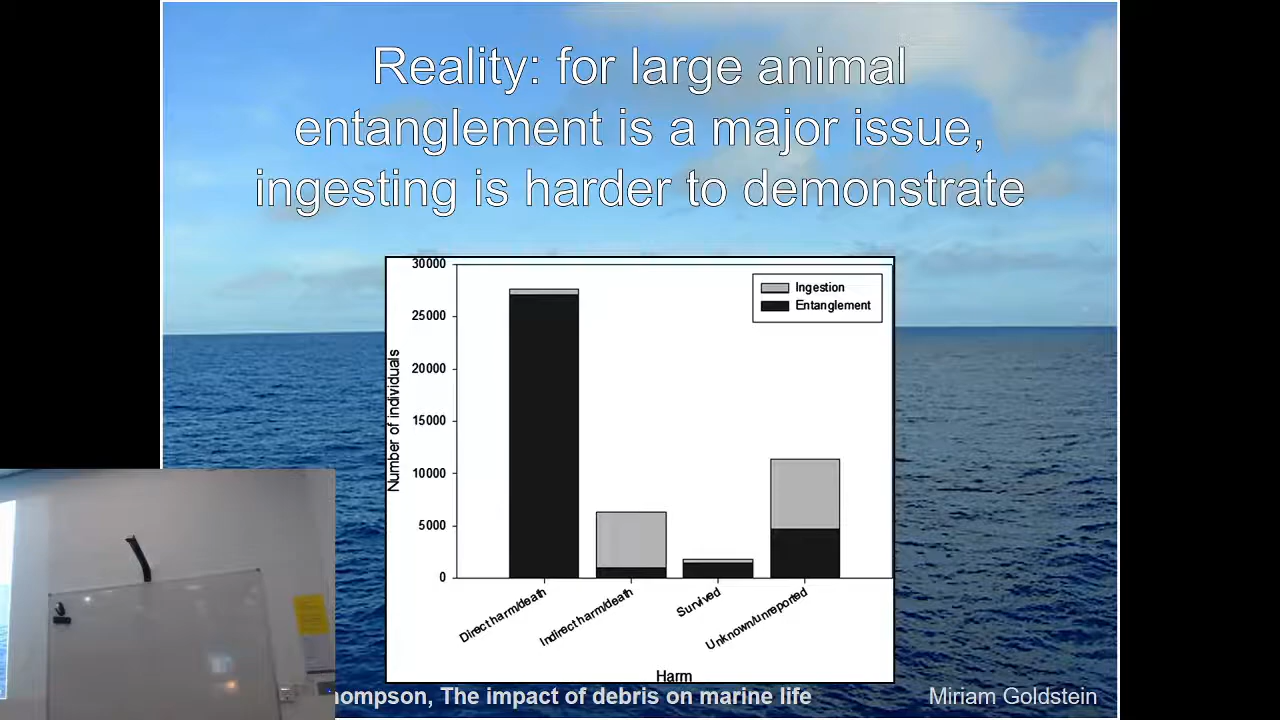 Reality: for large animal
entanglement is a major issue,
ingesting is harder to demonstrate
30000
25000
20000
15000
10000
5000
0
Number of individuals
Ingestion
Entanglement
Direct harm/death
Indirect harm/death
Survived
Unknown/unreported
Harm
hompson, The impact of debris on marine life
Miriam Goldstein